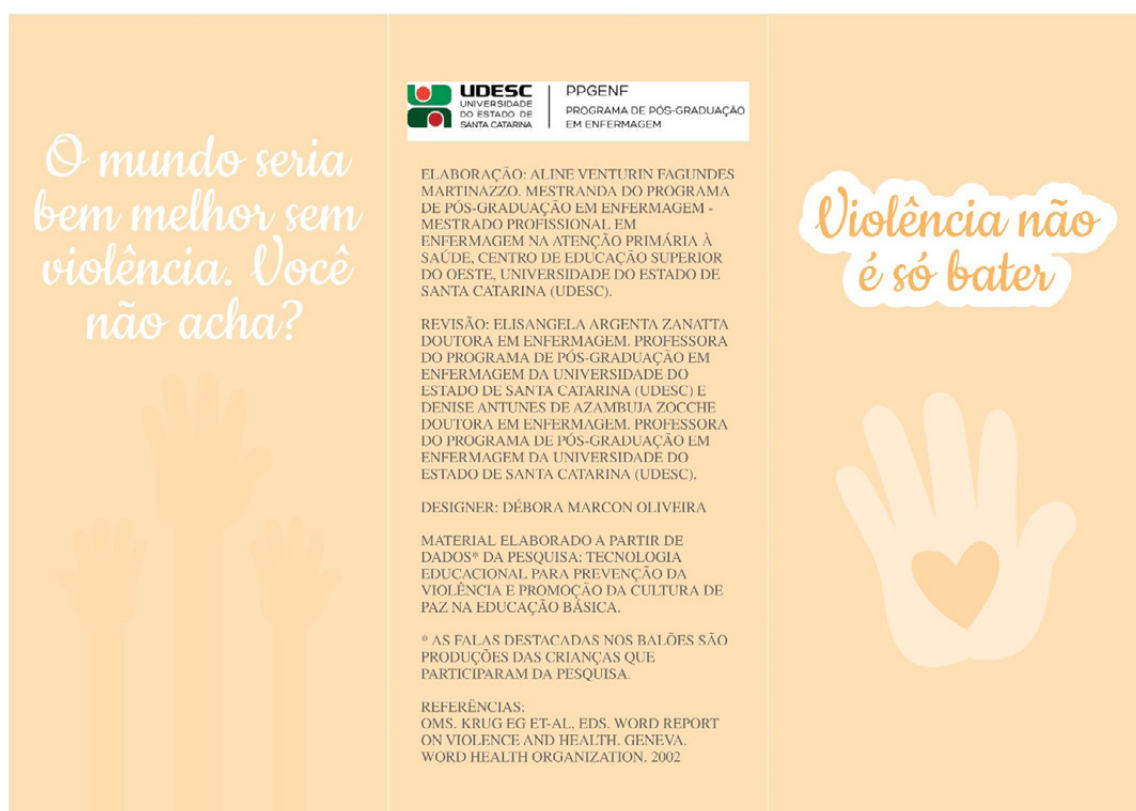 O mundo seria
bem melhor sem
violência. Você
não acha?
UDESC
UNIVERSIDADE
DO ESTADO DE
SANTA CATARINA
PPGENF
PROGRAMA DE PÓS-GRADUAÇÃO
EM ENFERMAGEM
ELABORAÇÃO: ALINE VENTURIN FAGUNDES
MARTINAZZO. MESTRANDA DO PROGRAMA
DE PÓS-GRADUAÇÃO EM ENFERMAGEM -
MESTRADO PROFISSIONAL EM
ENFERMAGEM NA ATENÇÃO PRIMÁRIA À
SAÚDE, CENTRO DE EDUCAÇÃO SUPERIOR
DO OESTE, UNIVERSIDADE DO ESTADO DE
SANTA CATARINA (UDESC).
REVISÃO: ELISANGELA ARGENTA ZANATTA
DOUTORA EM ENFERMAGEM. PROFESSORA
DO PROGRAMA DE PÓS-GRADUAÇÃO EM
ENFERMAGEM DA UNIVERSIDADE DO
ESTADO DE SANTA CATARINA (UDESC) E
DENISE ANTUNES DE AZAMBUJA ZOCCHE
DOUTORA EM ENFERMAGEM. PROFESSORA
DO PROGRAMA DE PÓS-GRADUAÇÃO EM
ENFERMAGEM DA UNIVERSIDADE DO
ESTADO DE SANTA CATARINA (UDESC).
DESIGNER: DÉBORA MARCON OLIVEIRA
MATERIAL ELABORADO A PARTIR DE
DADOS* DA PESQUISA: TECNOLOGIA
EDUCACIONAL PARA PREVENÇÃO DA
VIOLÊNCIA E PROMOÇÃO DA CULTURA DE
PAZ NA EDUCAÇÃO BÁSICA.
* AS FALAS DESTACADAS NOS BALÕES SÃO
PRODUÇÕES DAS CRIANÇAS QUE
PARTICIPARAM DA PESQUISA.
REFERÊNCIAS:
OMS. KRUG EG ET-AL, EDS. WORD REPORT
ON VIOLENCE AND HEALTH. GENEVA.
WORD HEALTH ORGANIZATION. 2002
Violência não
é só bater